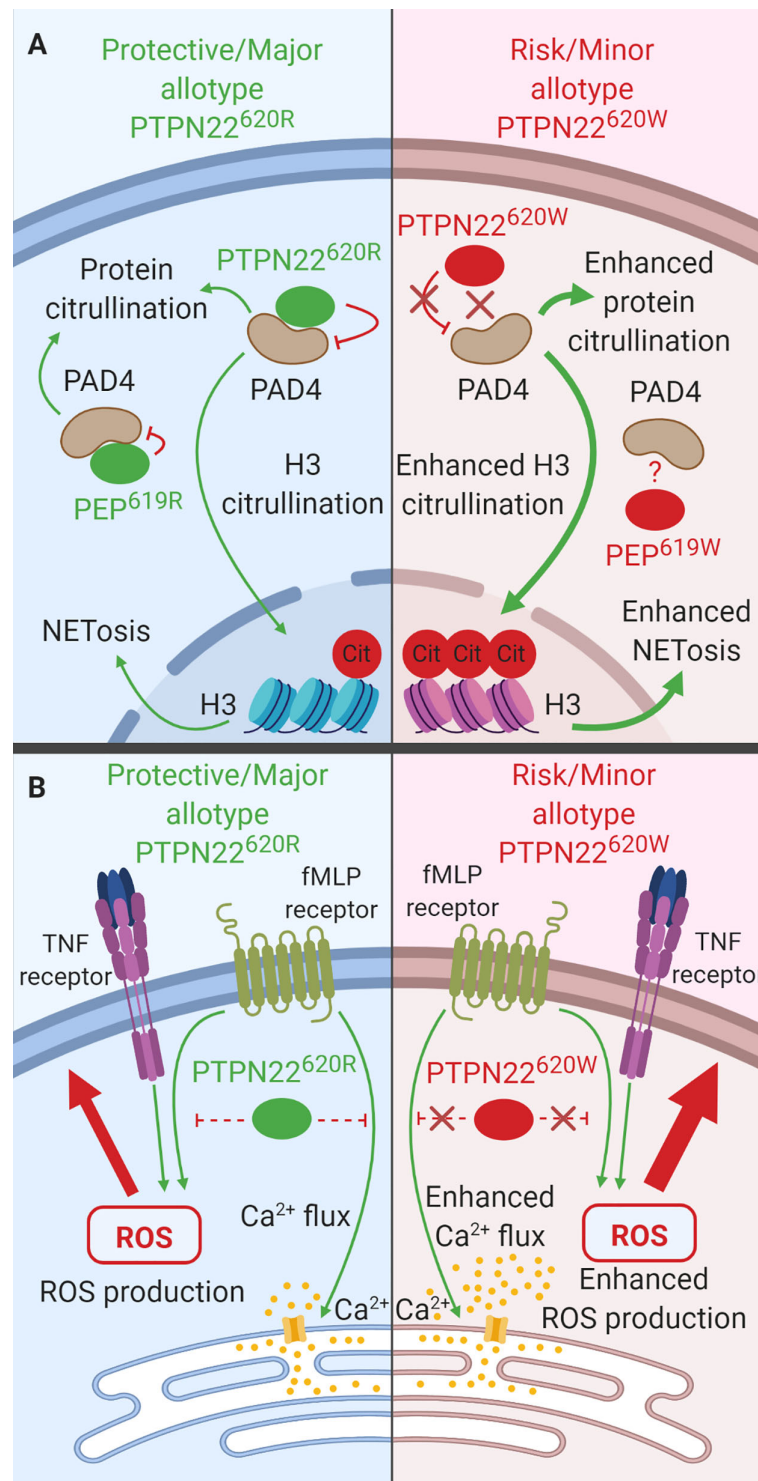 A
Protective/Major
allotype
PTPN22⁶²⁰ᴿ
Risk/Minor
allotype
PTPN22⁶²⁰ᵂ
Protein
citrullination
PTPN22⁶²⁰ᴿ
PAD4
PAD4
PEP⁶¹⁹ᴿ
H3
citrullination
NETosis
H3
Cit
PTPN22⁶²⁰ᵂ
Enhanced
protein
citrullination
PAD4
PAD4
?
PEP⁶¹⁹ᵂ
Enhanced H3
citrullination
Enhanced
NETosis
Cit Cit Cit
H3
B
Protective/Major
allotype
PTPN22⁶²⁰ᴿ
Risk/Minor
allotype
PTPN22⁶²⁰ᵂ
TNF
receptor
fMLP
receptor
PTPN22⁶²⁰ᴿ
Ca²⁺ flux
ROS
ROS production
Ca²⁺
fMLP
receptor
TNF
receptor
PTPN22⁶²⁰ᵂ
Enhanced
Ca²⁺ flux
ROS
Enhanced
ROS production
Ca²⁺